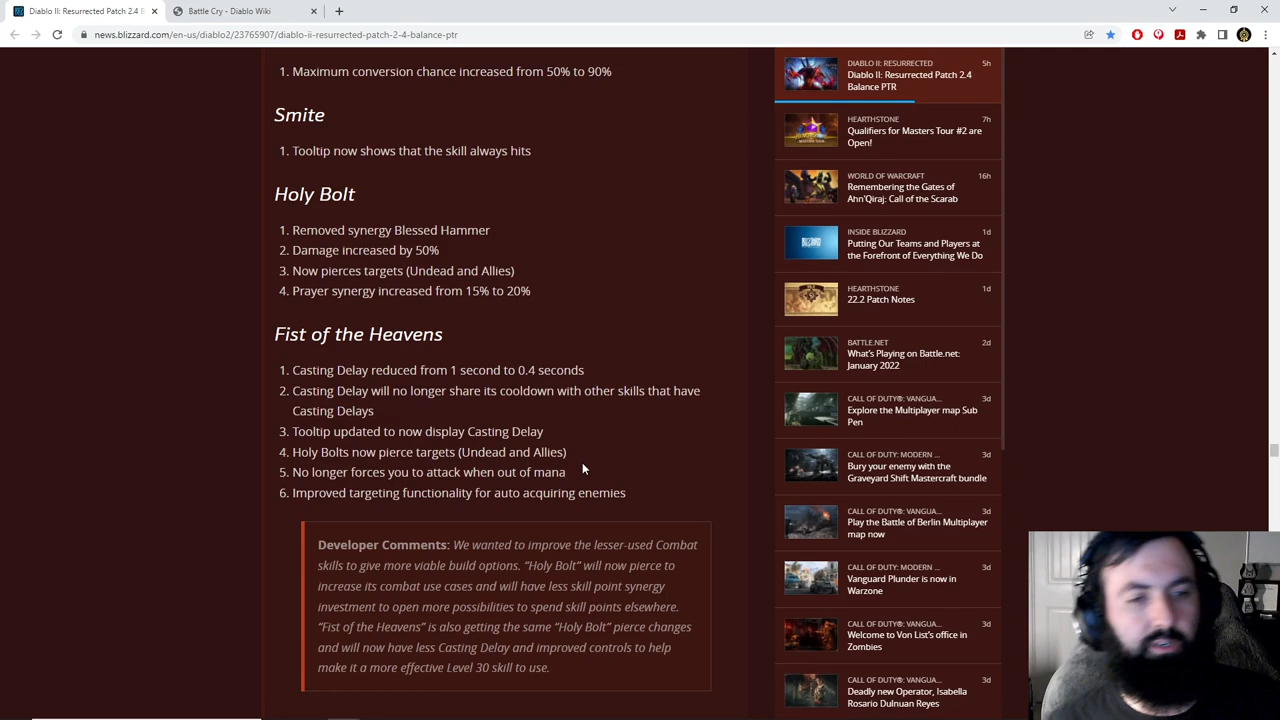 Diablo II: Resurrected Patch 2.4 B
Battle Cry - Diablo Wiki
news.blizzard.com/en-us/diablo2/23765907/diablo-ii-resurrected-patch-2-4-balance-ptr
1. Maximum conversion chance increased from 50% to 90%
Smite
1. Tooltip now shows that the skill always hits
Holy Bolt
1. Removed synergy Blessed Hammer
2. Damage increased by 50%
3. Now pierces targets (Undead and Allies)
4. Prayer synergy increased from 15% to 20%
Fist of the Heavens
1. Casting Delay reduced from 1 second to 0.4 seconds
2. Casting Delay will no longer share its cooldown with other skills that have
Casting Delays
3. Tooltip updated to now display Casting Delay
4. Holy Bolts now pierce targets (Undead and Allies)
5. No longer forces you to attack when out of mana
6. Improved targeting functionality for auto acquiring enemies
Developer Comments: We wanted to improve the lesser-used Combat
skills to give more viable build options. “Holy Bolt” will now pierce to
increase its combat use cases and will have less skill point synergy
investment to open more possibilities to spend skill points elsewhere.
“Fist of the Heavens” is also getting the same “Holy Bolt” pierce changes
and will now have less Casting Delay and improved controls to help
make it a more effective Level 30 skill to use.
DIABLO II: RESURRECTED 5h
Diablo II: Resurrected Patch 2.4
Balance PTR
HEARTHSTONE 7h
Qualifiers for Masters Tour #2 are
Open!
WORLD OF WARCRAFT 16h
Remembering the Gates of
Ahn'Qiraj: Call of the Scarab
INSIDE BLIZZARD 1d
Putting Our Teams and Players at
the Forefront of Everything We Do
HEARTHSTONE 1d
22.2 Patch Notes
BATTLE.NET 2d
What’s Playing on Battle.net:
January 2022
CALL OF DUTY®: VANGUA... 3d
Explore the Multiplayer map Sub
Pen
CALL OF DUTY: MODERN ... 3d
Bury your enemy with the
Graveyard Shift Mastercraft bundle
CALL OF DUTY®: VANGUA... 3d
Play the Battle of Berlin Multiplayer
map now
CALL OF DUTY: MODERN ... 3d
Vanguard Plunder is now in
Warzone
CALL OF DUTY®: VANGUA... 3d
Welcome to Von List’s office in
Zombies
CALL OF DUTY®: VANGUA... 3d
Deadly new Operator, Isabella
Rosario Dulnuan Reyes